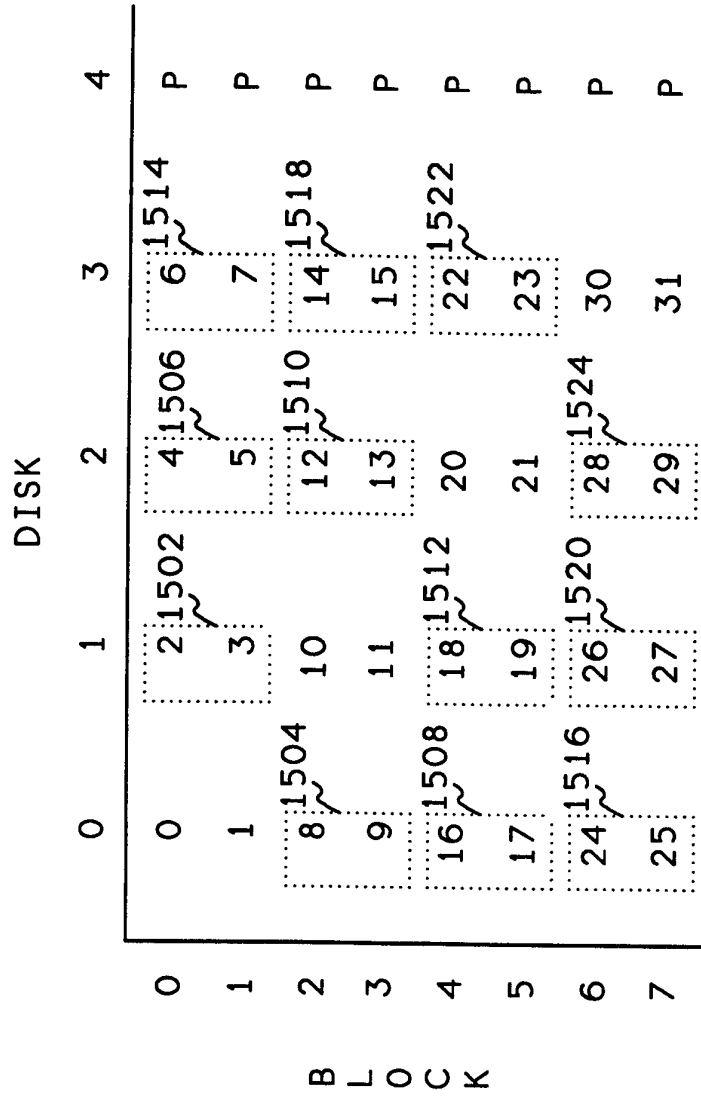 DISK
0 1 2 3 4
BLOCK
1502 1506 1514
0 0 2 4 6 P
1 1 3 5 7 P
1504 1510 1518
2 8 10 12 14 P
3 9 11 13 15 P
1508 1512 1522
4 16 18 20 22 P
5 17 19 21 23 P
1516 1520 1524
6 24 26 28 30 P
7 25 27 29 31 P